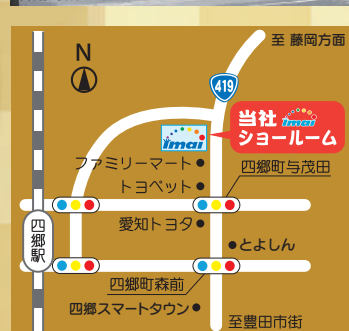 至 藤岡方面
N
419
当社 imai
ショールーム
imai
ファミリーマート
四郷町与茂田
トヨペット
愛知トヨタ
四郷駅
とよしん
四郷町森前
四郷スマートタウン
至豊田市街